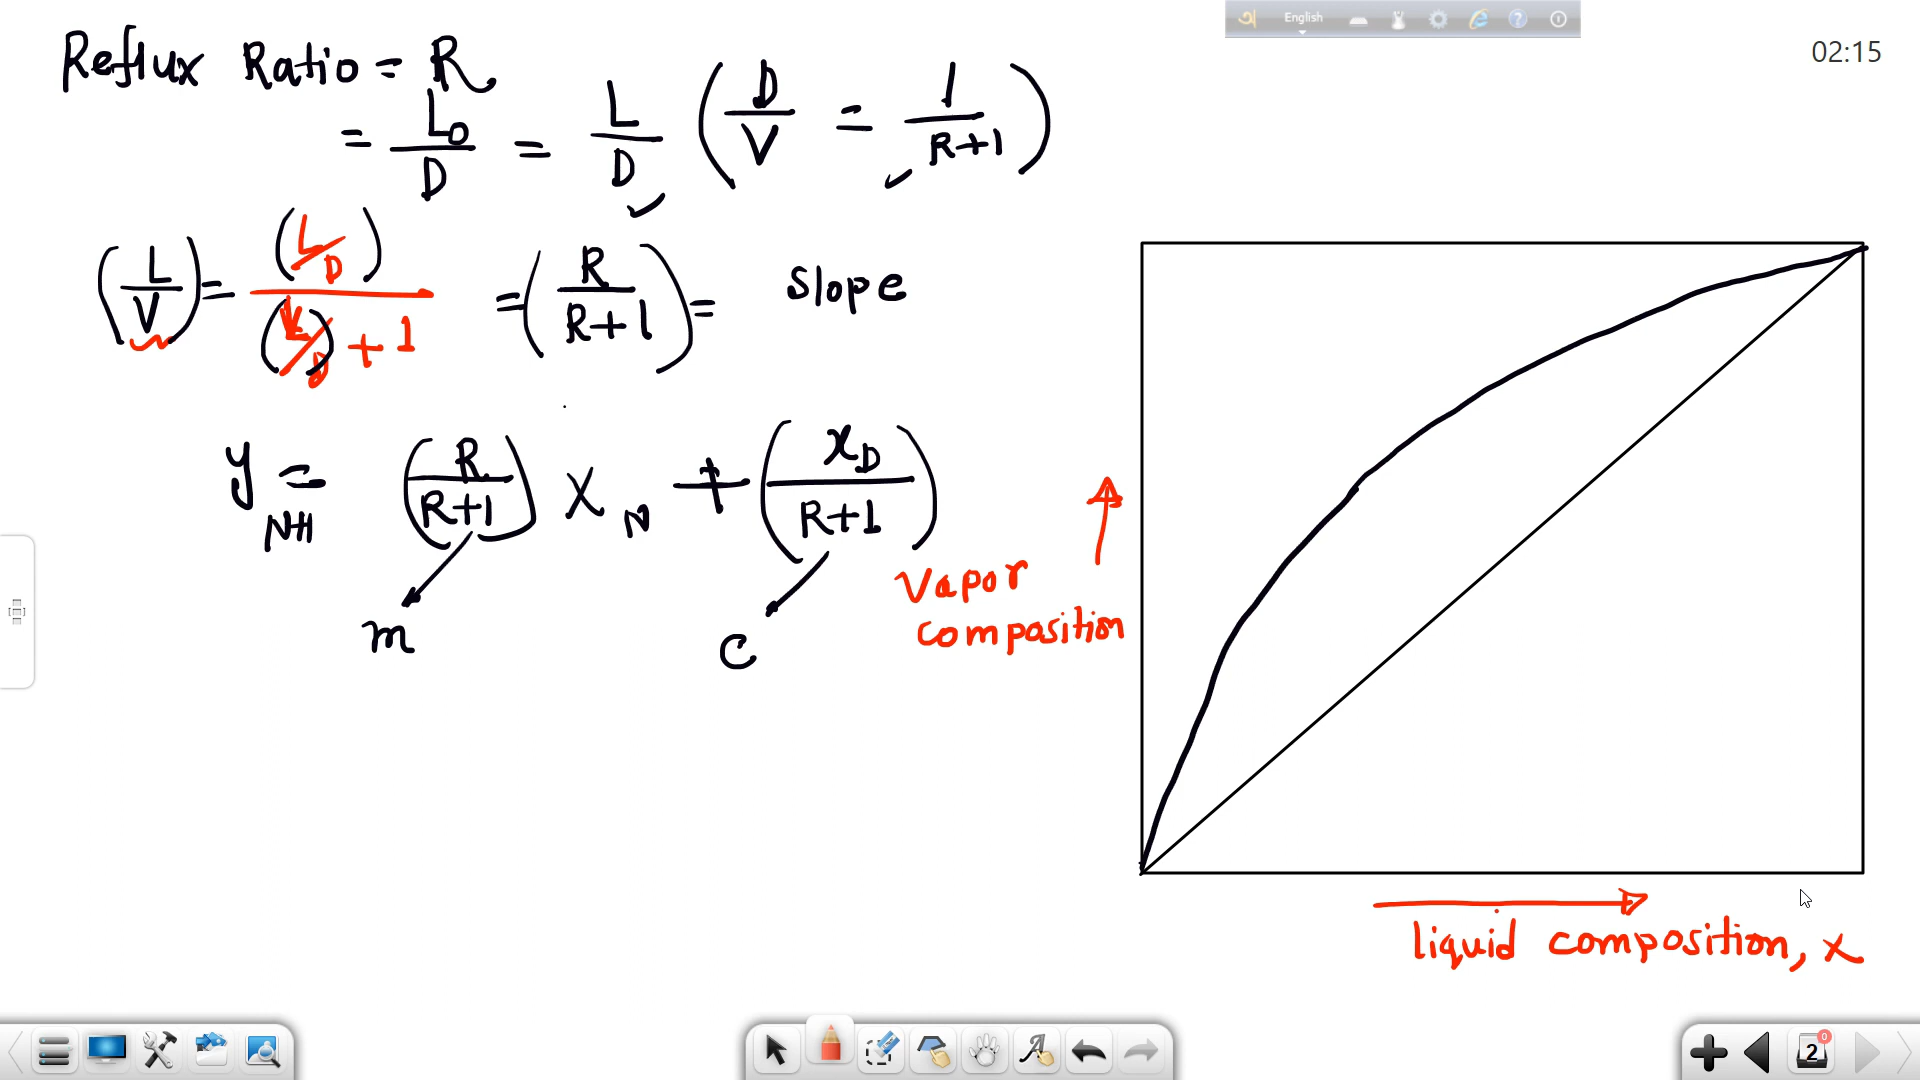 English
02:15
Reflux Ratio = R
= L₀/D = L/D (D/V = 1/(R+1))
(L/V) = (L/D)/((L/D) + 1) = (R/(R+1)) = Slope
y_{N+1} = (R/(R+1)) x_N + (x_D/(R+1))
m
c
Vapor
composition
liquid composition, x
2
0